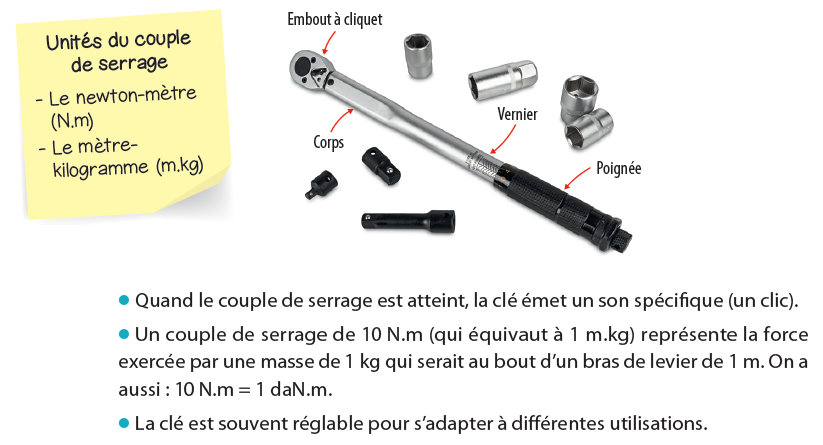 Unités du couple
de serrage
- Le newton-mètre
(N.m)
- Le mètre-
kilogramme (m.kg)
Embout à cliquet
Corps
Vernier
Poignée
• Quand le couple de serrage est atteint, la clé émet un son spécifique (un clic).
• Un couple de serrage de 10 N.m (qui équivaut à 1 m.kg) représente la force
exercée par une masse de 1 kg qui serait au bout d’un bras de levier de 1 m. On a
aussi : 10 N.m = 1 daN.m.
• La clé est souvent réglable pour s’adapter à différentes utilisations.